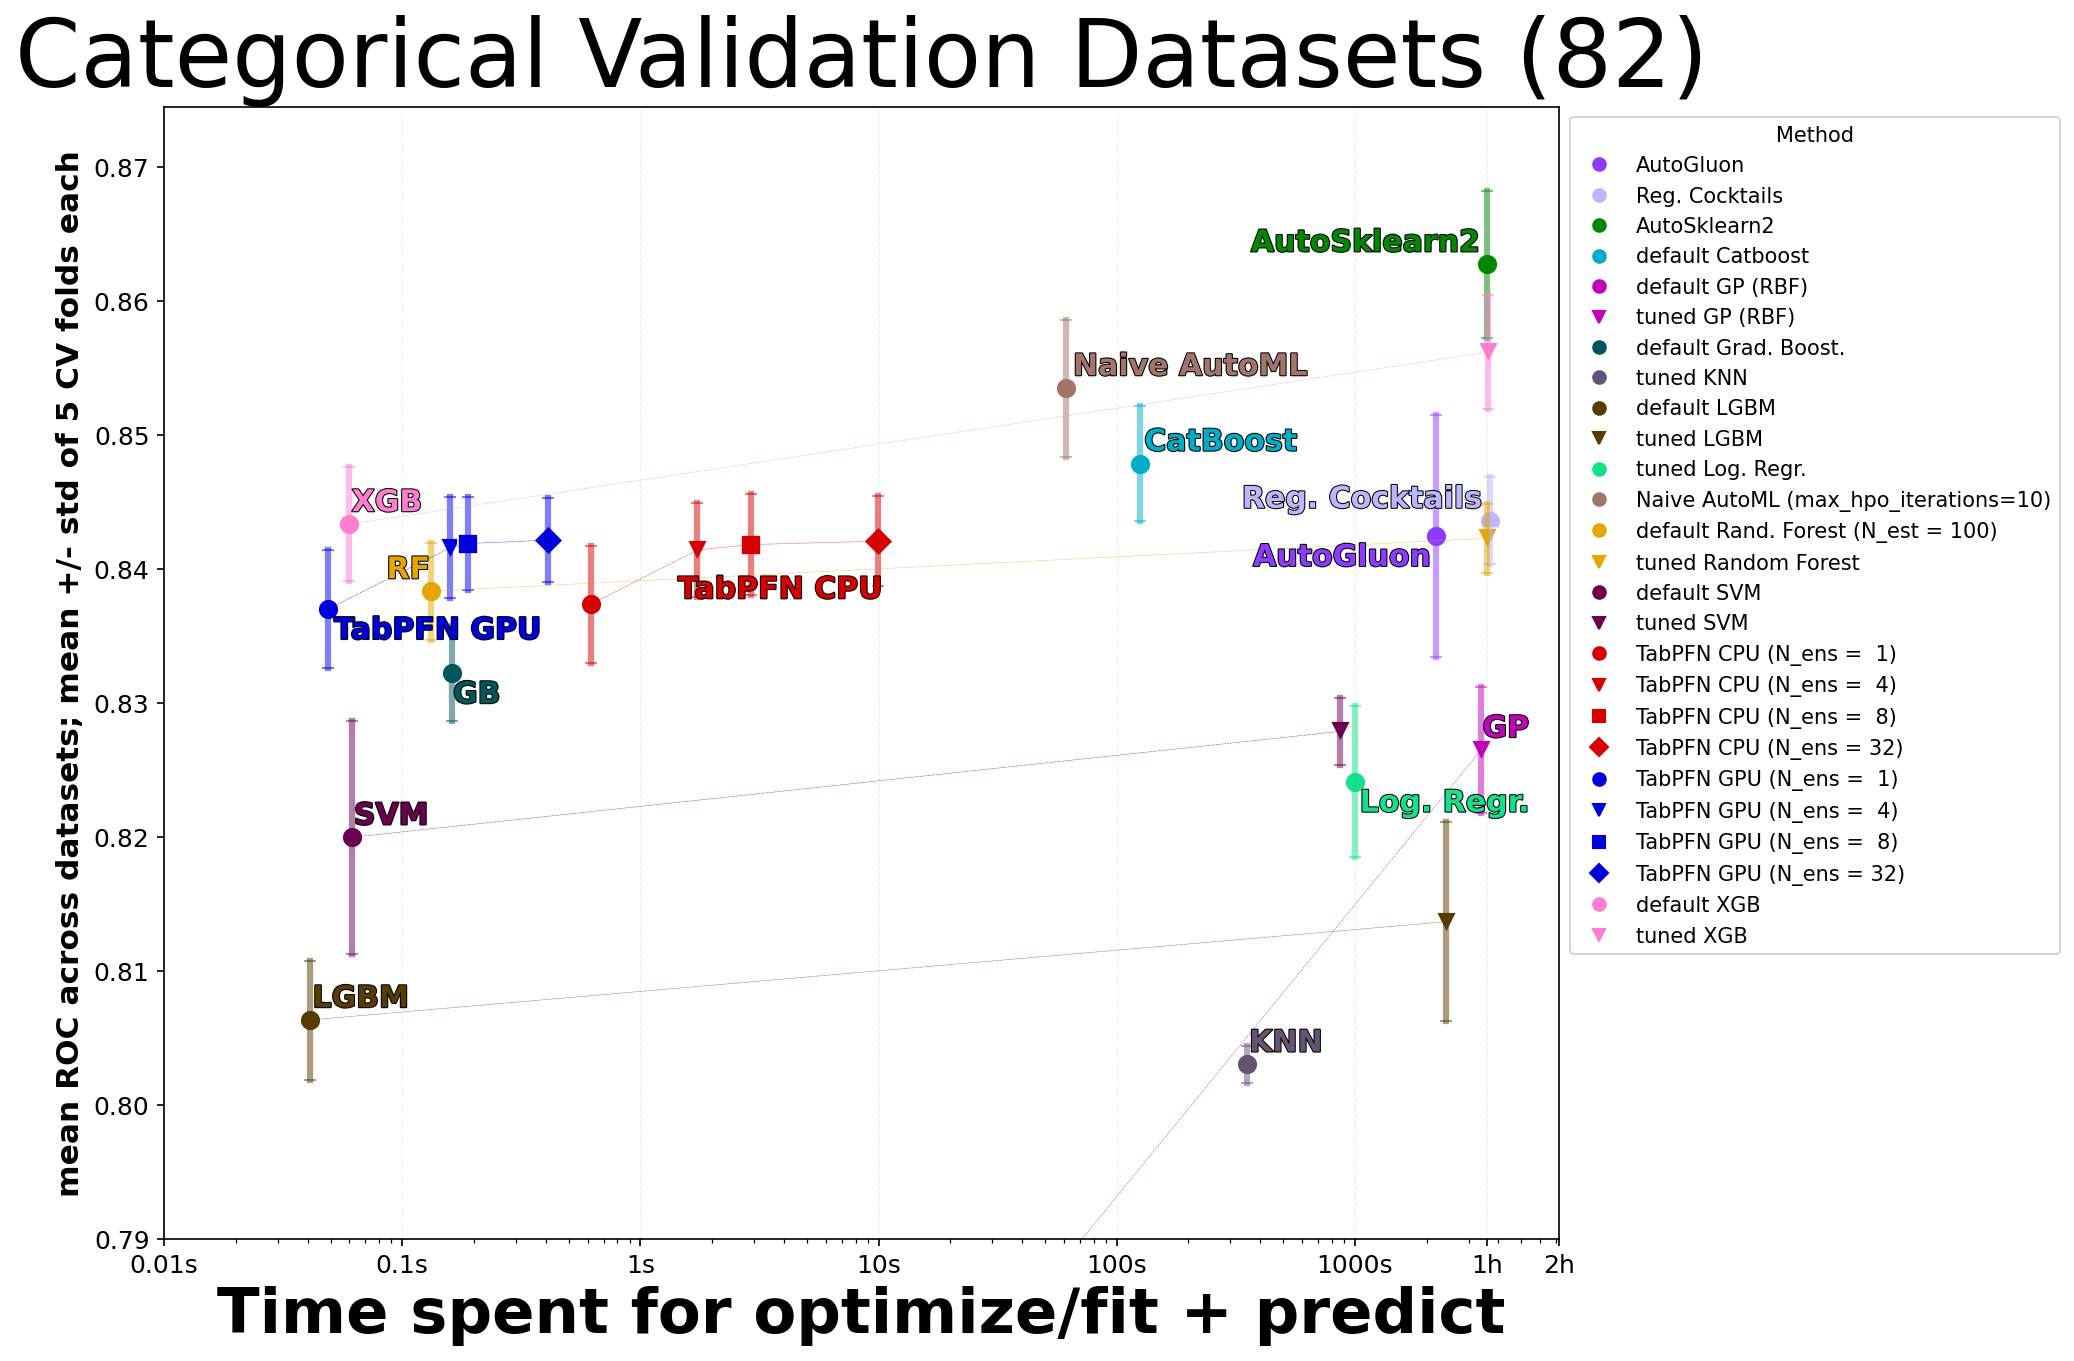 Categorical Validation Datasets (82)
mean ROC across datasets; mean +/- std of 5 CV folds each
0.87
0.86
0.85
0.84
0.83
0.82
0.81
0.80
0.79
AutoSklearn2
Naive AutoML
CatBoost
XGB
Reg. Cocktails
AutoGluon
RF
TabPFN CPU
TabPFN GPU
GB
GP
SVM
Log. Regr.
LGBM
KNN
0.01s 0.1s 1s 10s 100s 1000s 1h 2h
Time spent for optimize/fit + predict
Method
AutoGluon
Reg. Cocktails
AutoSklearn2
default Catboost
default GP (RBF)
tuned GP (RBF)
default Grad. Boost.
tuned KNN
default LGBM
tuned LGBM
tuned Log. Regr.
Naive AutoML (max_hpo_iterations=10)
default Rand. Forest (N_est = 100)
tuned Random Forest
default SVM
tuned SVM
TabPFN CPU (N_ens =  1)
TabPFN CPU (N_ens =  4)
TabPFN CPU (N_ens =  8)
TabPFN CPU (N_ens = 32)
TabPFN GPU (N_ens =  1)
TabPFN GPU (N_ens =  4)
TabPFN GPU (N_ens =  8)
TabPFN GPU (N_ens = 32)
default XGB
tuned XGB